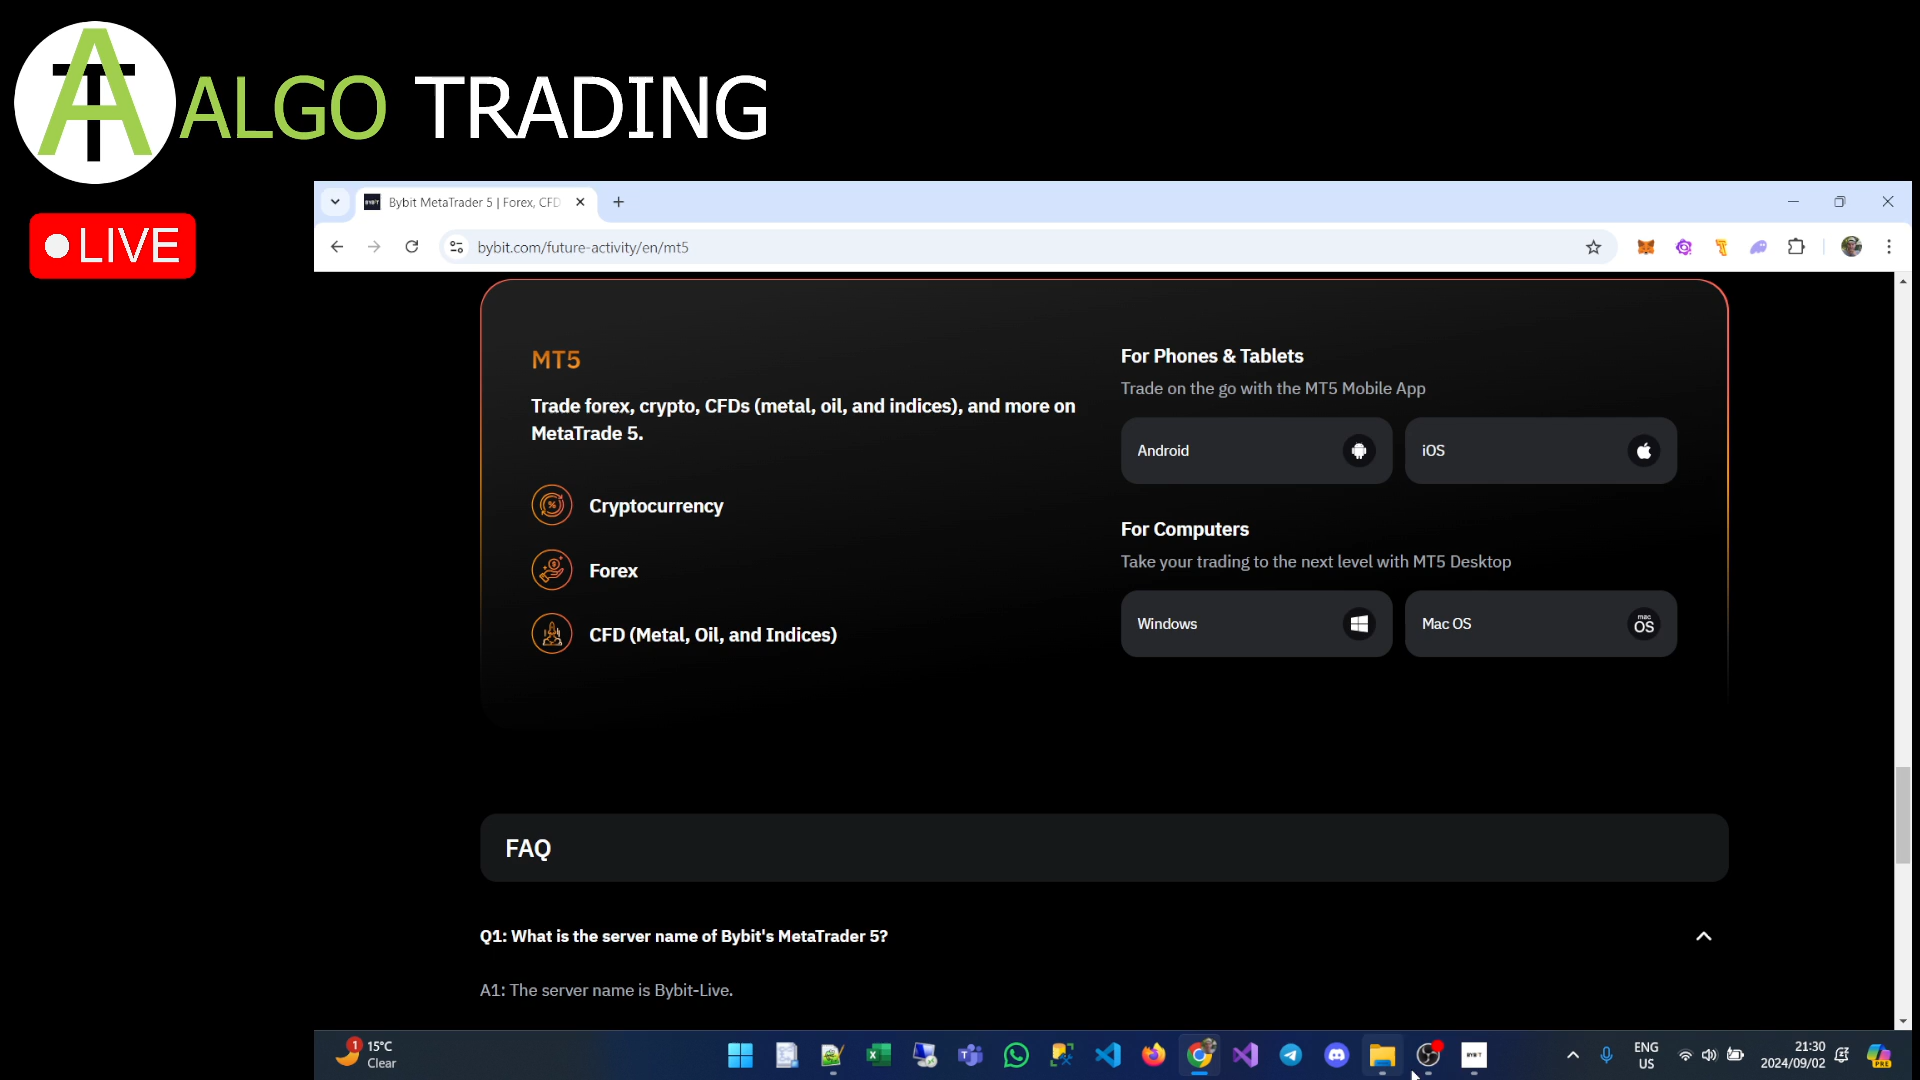 ALGO TRADING
LIVE
Bybit MetaTrader 5 | Forex, CFD
bybit.com/future-activity/en/mt5
MT5
Trade forex, crypto, CFDs (metal, oil, and indices), and more on
MetaTrade 5.
Cryptocurrency
Forex
CFD (Metal, Oil, and Indices)
For Phones & Tablets
Trade on the go with the MT5 Mobile App
Android
iOS
For Computers
Take your trading to the next level with MT5 Desktop
Windows
Mac OS
mac
OS
FAQ
Q1: What is the server name of Bybit's MetaTrader 5?
A1: The server name is Bybit-Live.
1
15°C
Clear
ENG
US
21:30
2024/09/02
PRE